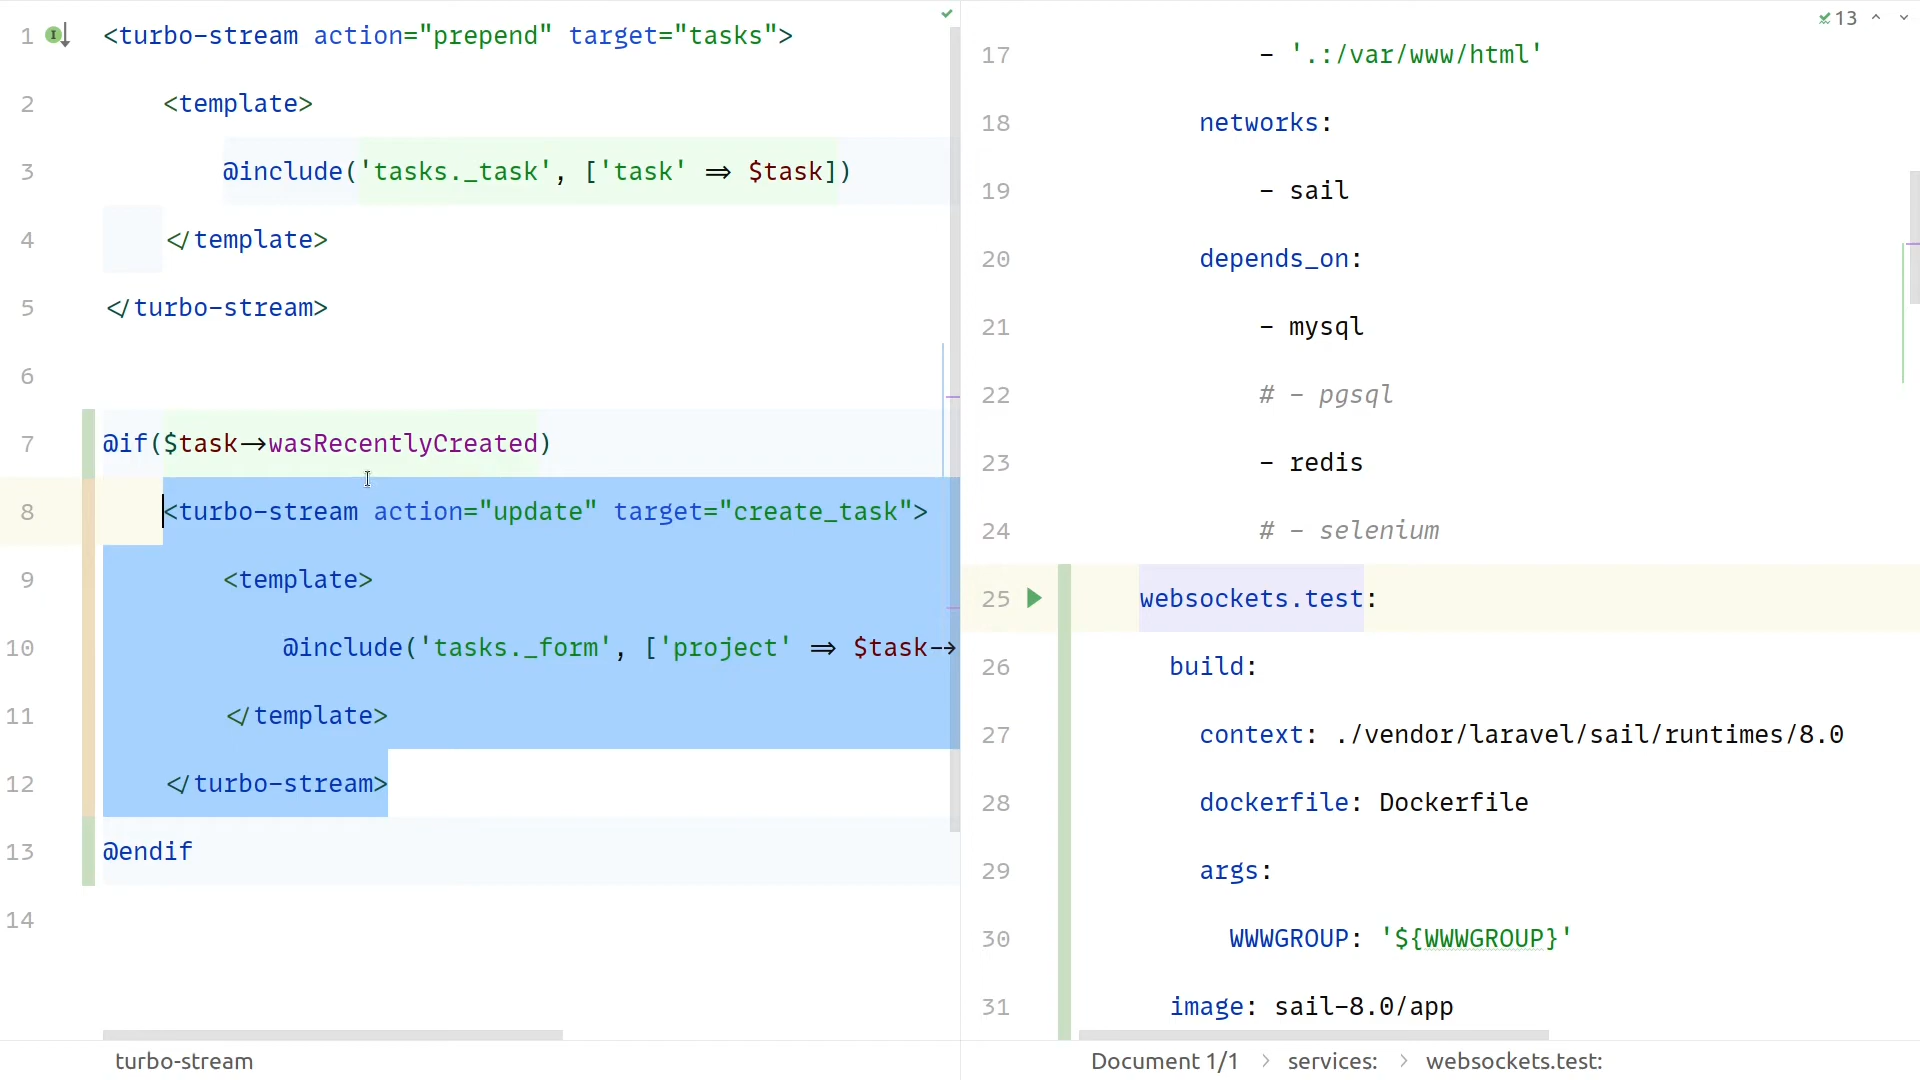 1 <turbo-stream action="prepend" target="tasks">
2 <template>
3 @include('tasks._task', ['task' => $task])
4 </template>
5 </turbo-stream>
6
7 @if($task->wasRecentlyCreated)
8 <turbo-stream action="update" target="create_task">
9 <template>
10 @include('tasks._form', ['project' => $task->
11 </template>
12 </turbo-stream>
13 @endif
14
turbo-stream
13
17 - '.:/var/www/html'
18 networks:
19 - sail
20 depends_on:
21 - mysql
22 # - pgsql
23 - redis
24 # - selenium
25 websockets.test:
26 build:
27 context: ./vendor/laravel/sail/runtimes/8.0
28 dockerfile: Dockerfile
29 args:
30 WWWGROUP: '${WWWGROUP}'
31 image: sail-8.0/app
Document 1/1 > services: > websockets.test: